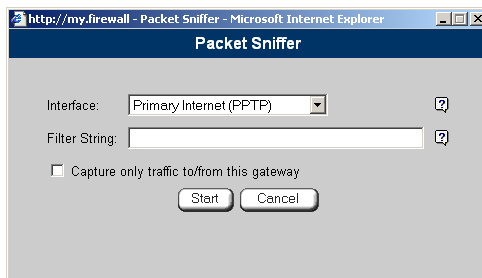 http://my.firewall - Packet Sniffer - Microsoft Internet Explorer
Packet Sniffer
Interface: Primary Internet (PPTP) ?
Filter String: ?
Capture only traffic to/from this gateway
Start Cancel